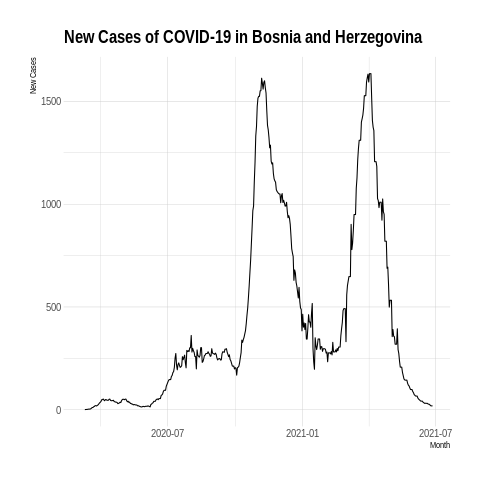 New Cases of COVID-19 in Bosnia and Herzegovina
New Cases
1500
1000
500
0
2020-07
2021-01
2021-07
Month